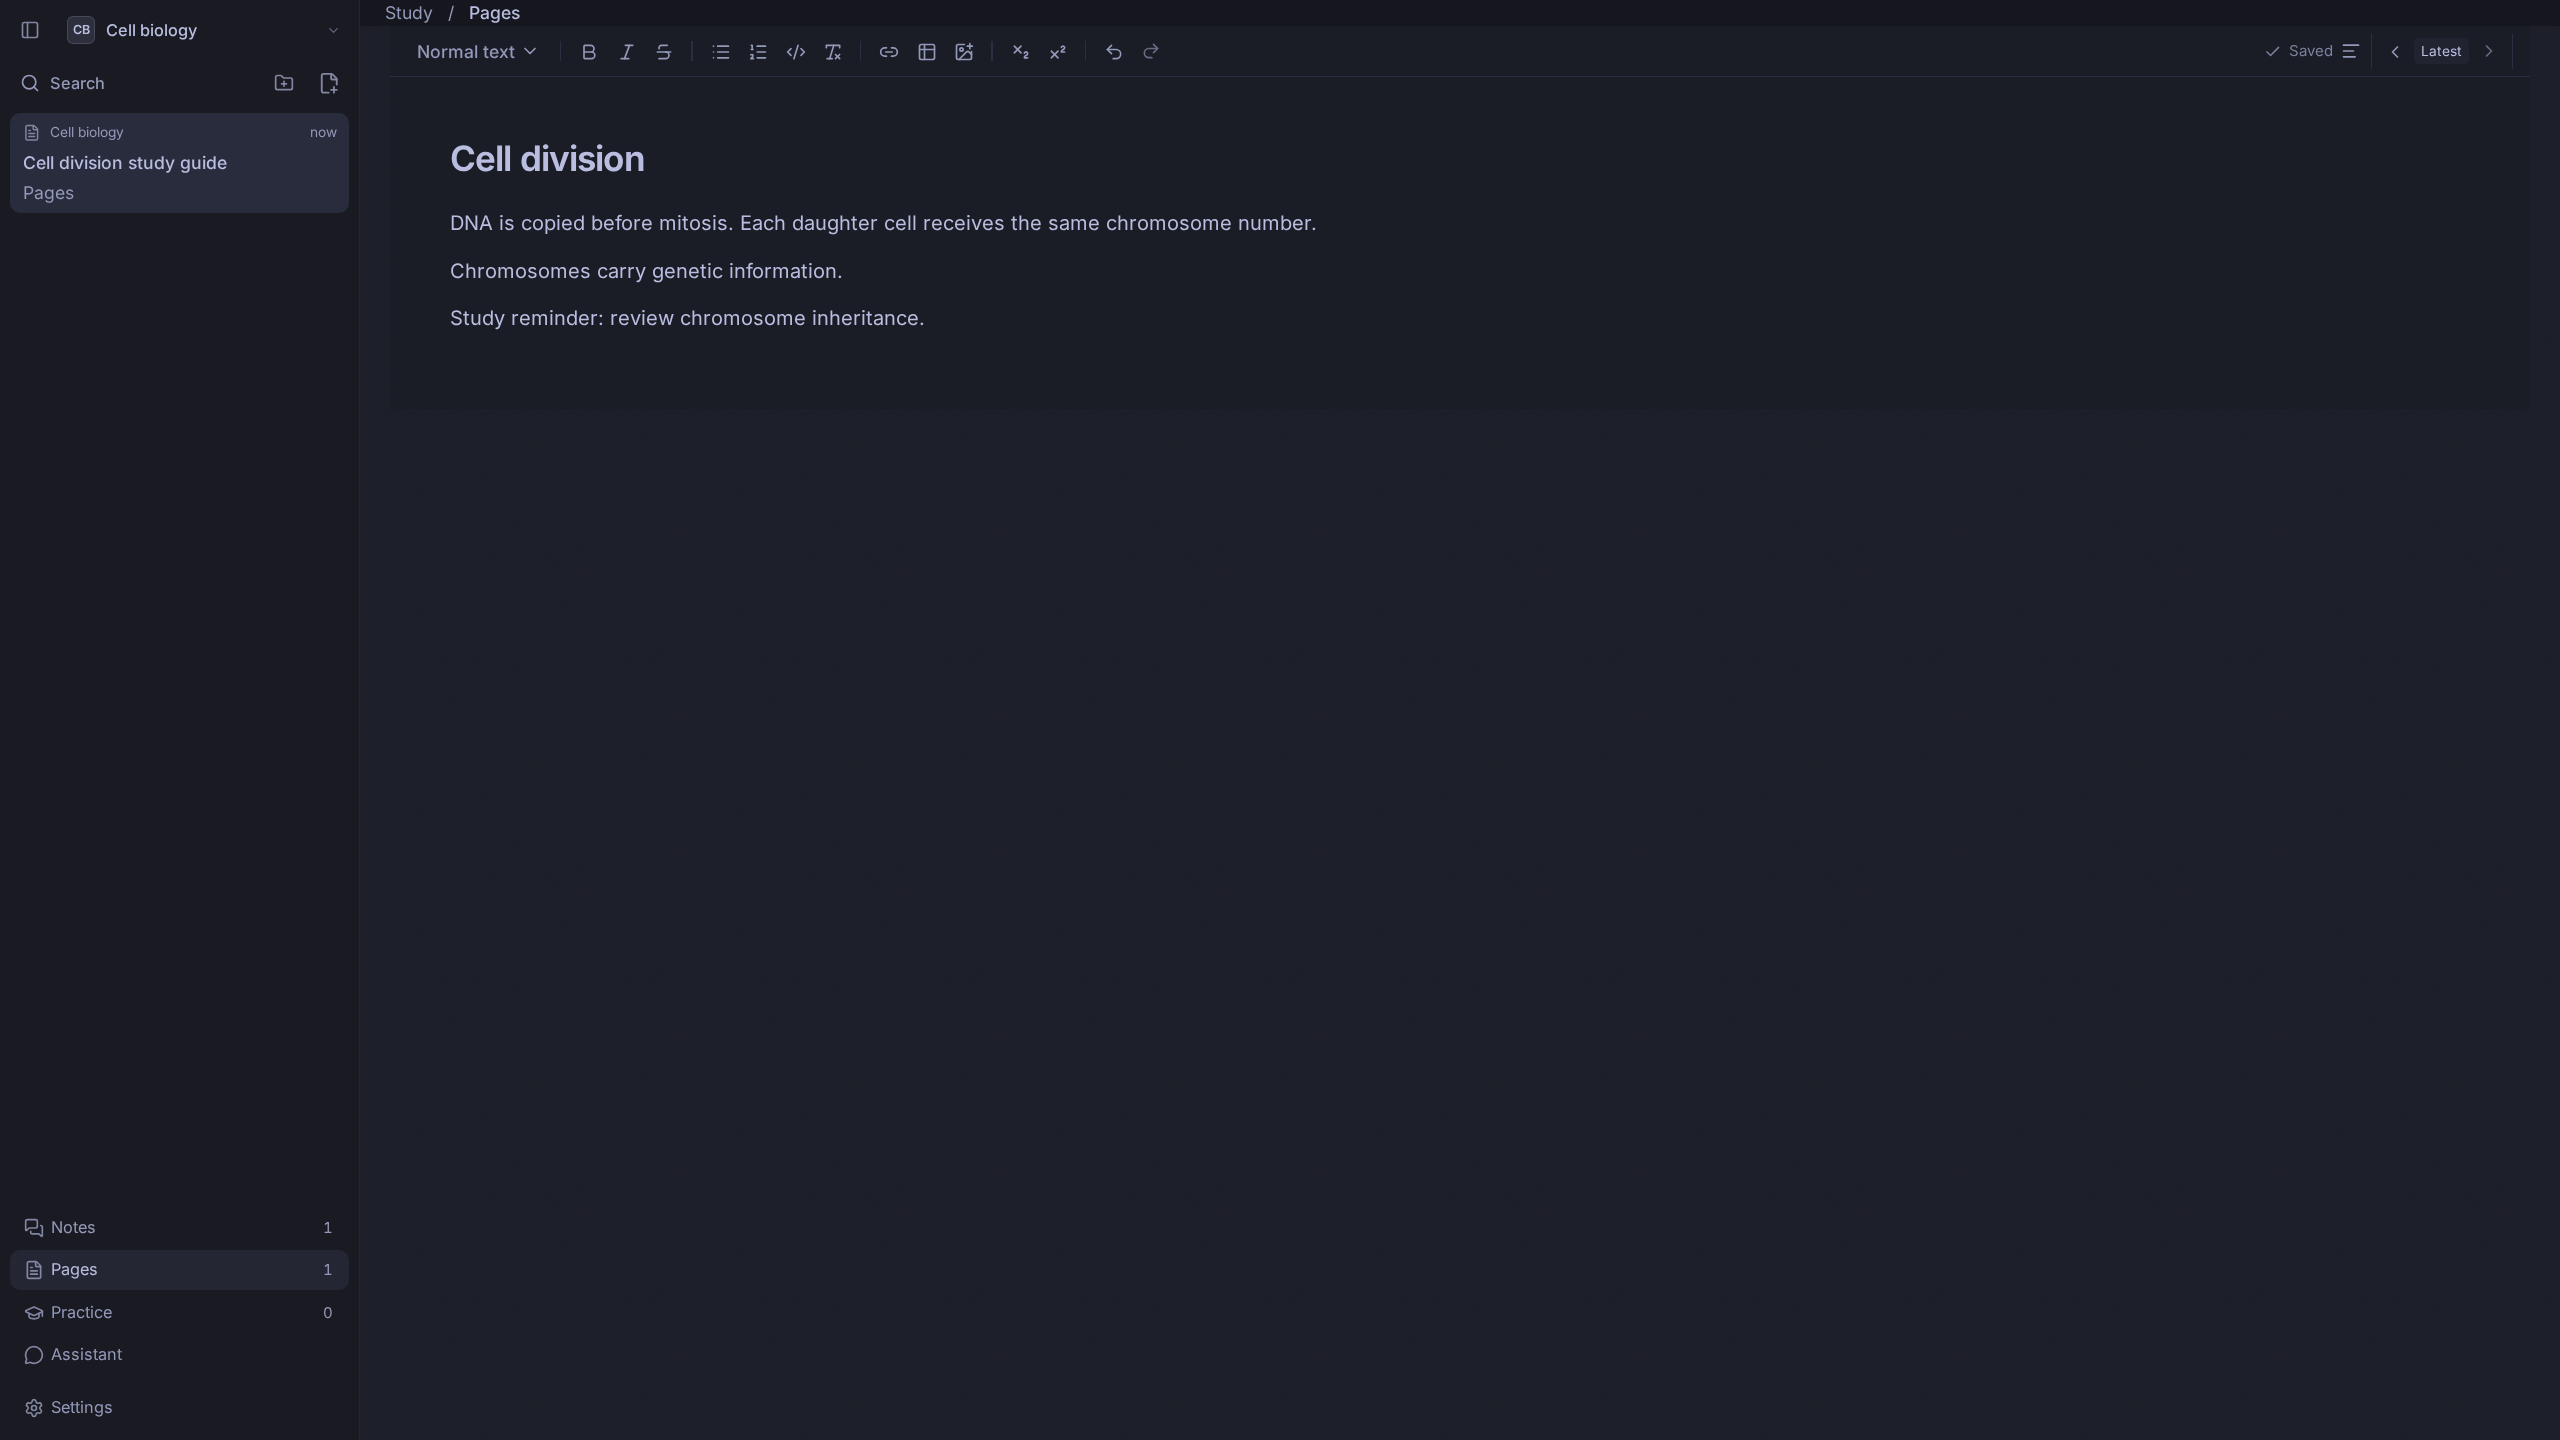 CB Cell biology
Search
Cell biology now
Cell division study guide
Pages
Notes 1
Pages 1
Practice 0
Assistant
Settings
Study / Pages
Normal text
Saved
Latest
Cell division
DNA is copied before mitosis. Each daughter cell receives the same chromosome number.
Chromosomes carry genetic information.
Study reminder: review chromosome inheritance.